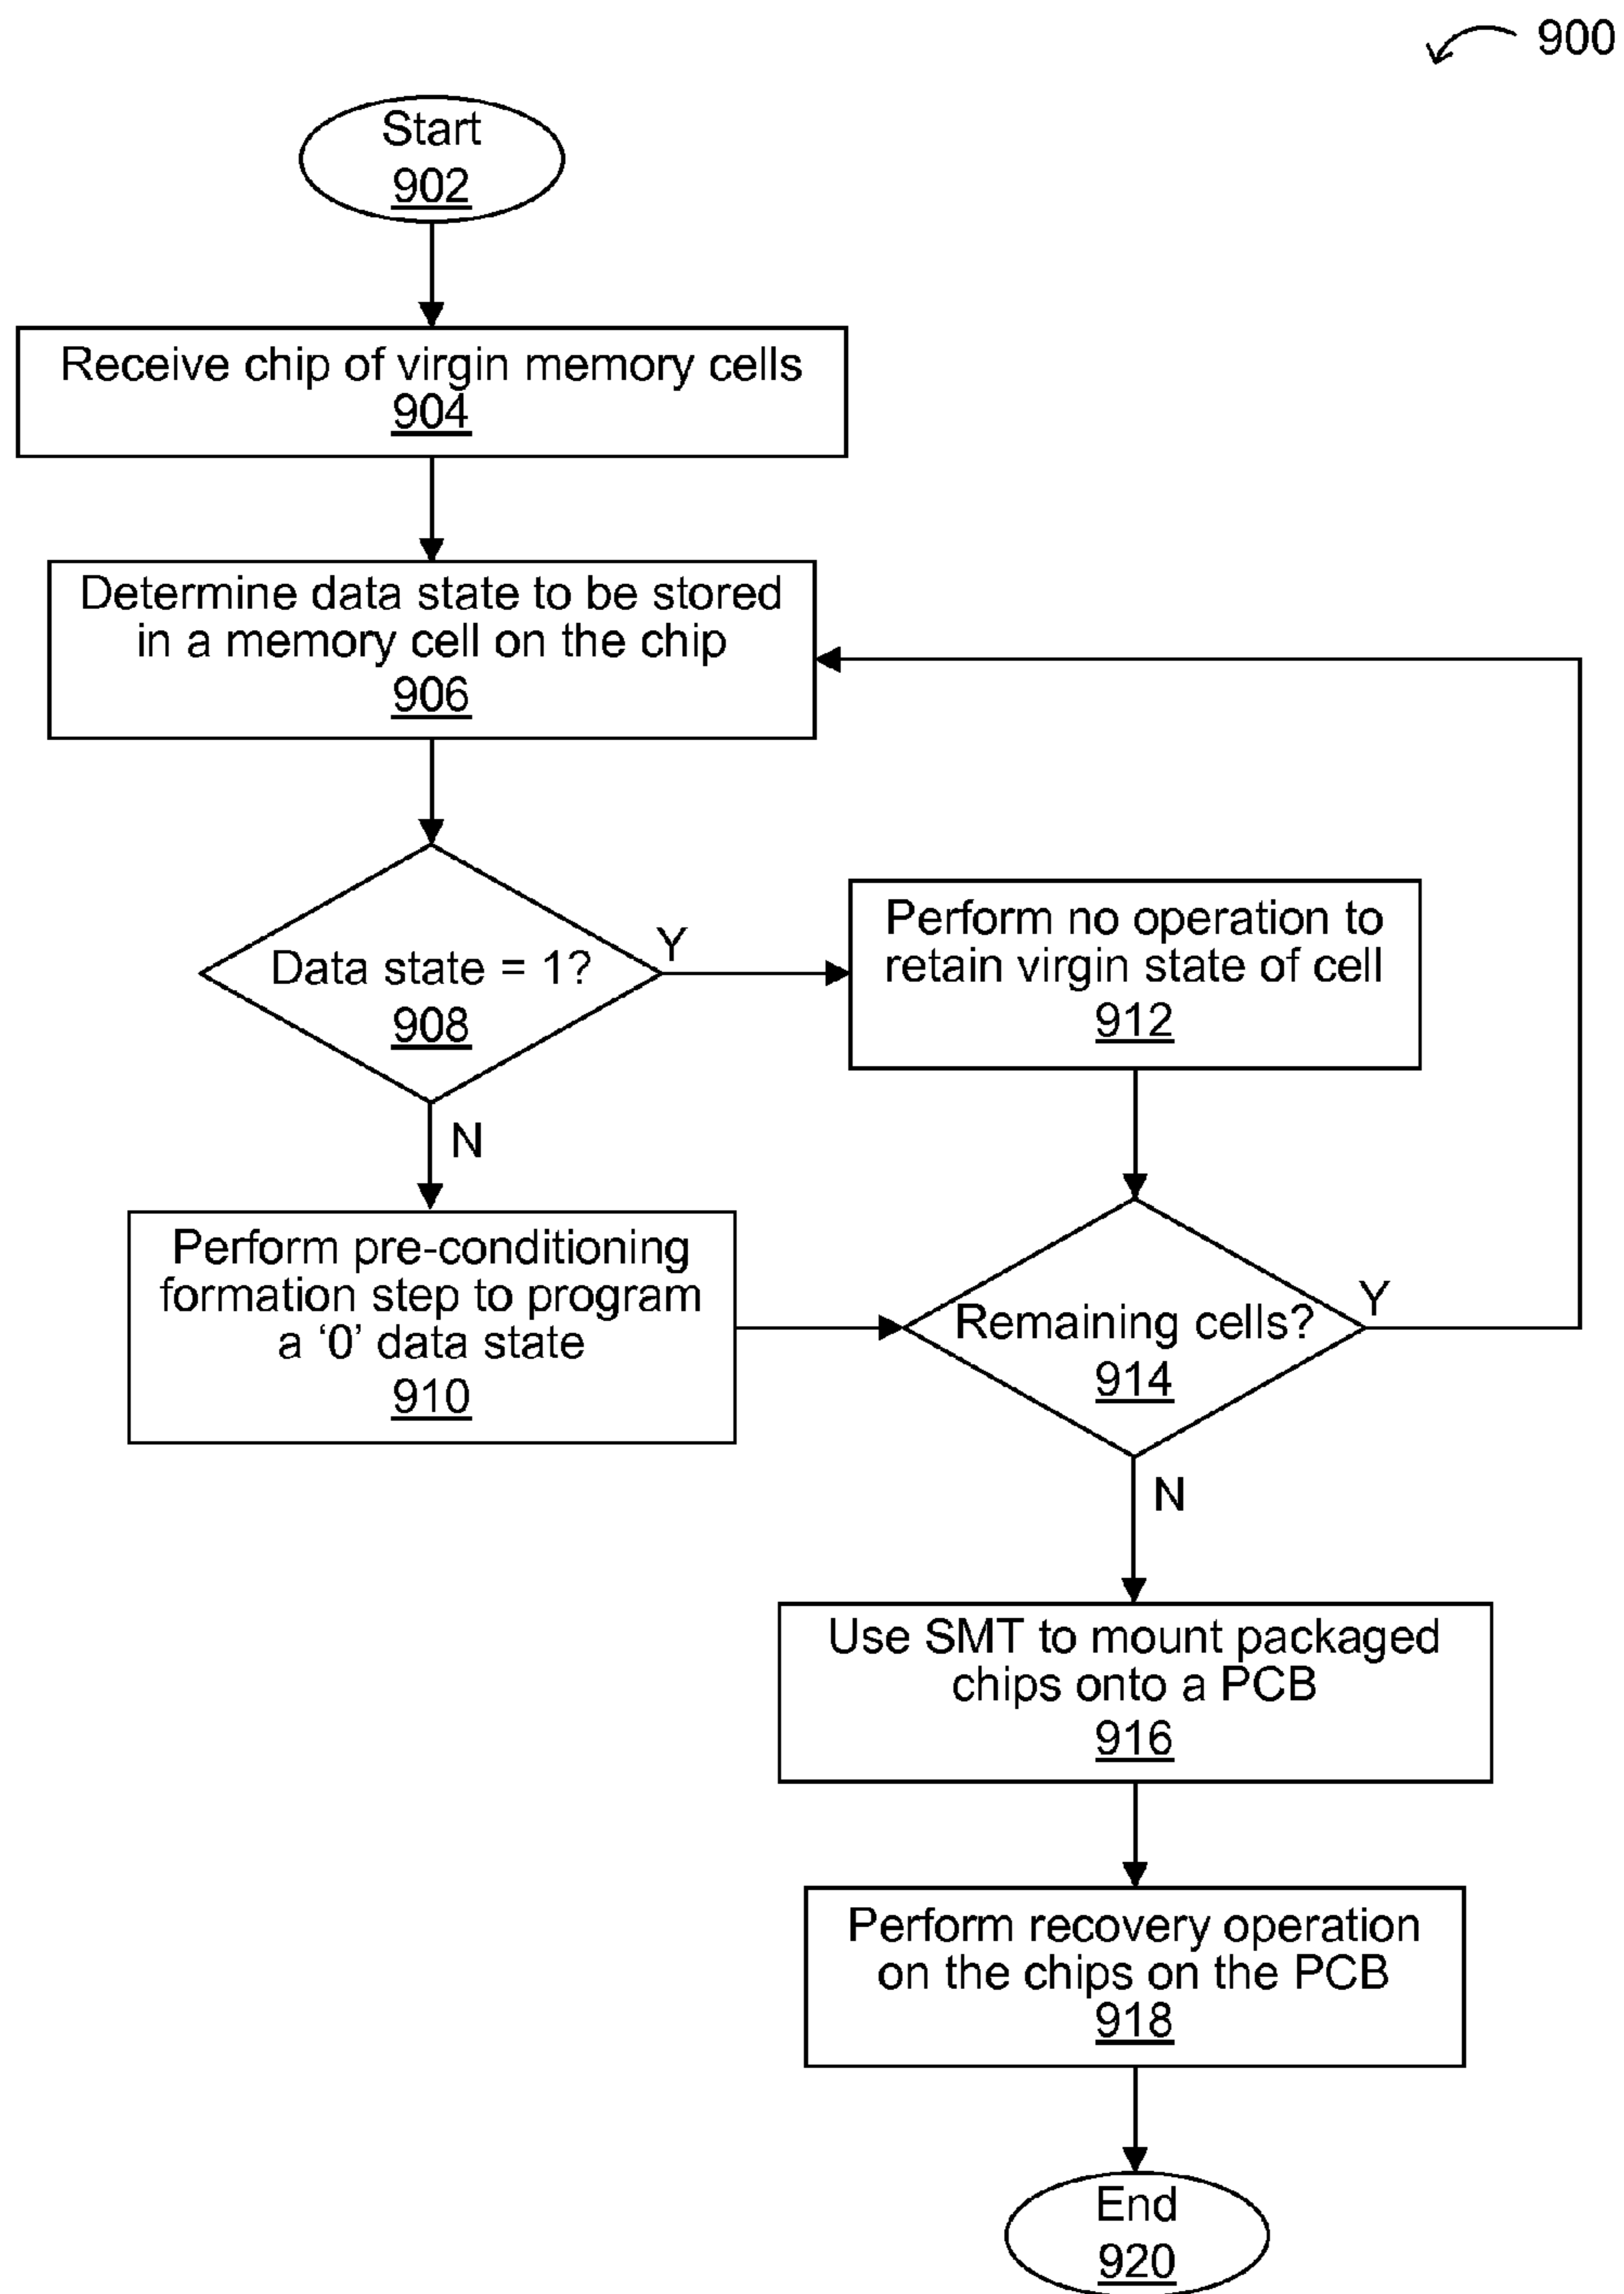 900
Start
902
Receive chip of virgin memory cells
904
Determine data state to be stored
in a memory cell on the chip
906
Data state = 1?
908
Y
N
Perform no operation to
retain virgin state of cell
912
Perform pre-conditioning
formation step to program
a ‘0’ data state
910
Remaining cells?
914
Y
N
Use SMT to mount packaged
chips onto a PCB
916
Perform recovery operation
on the chips on the PCB
918
End
920